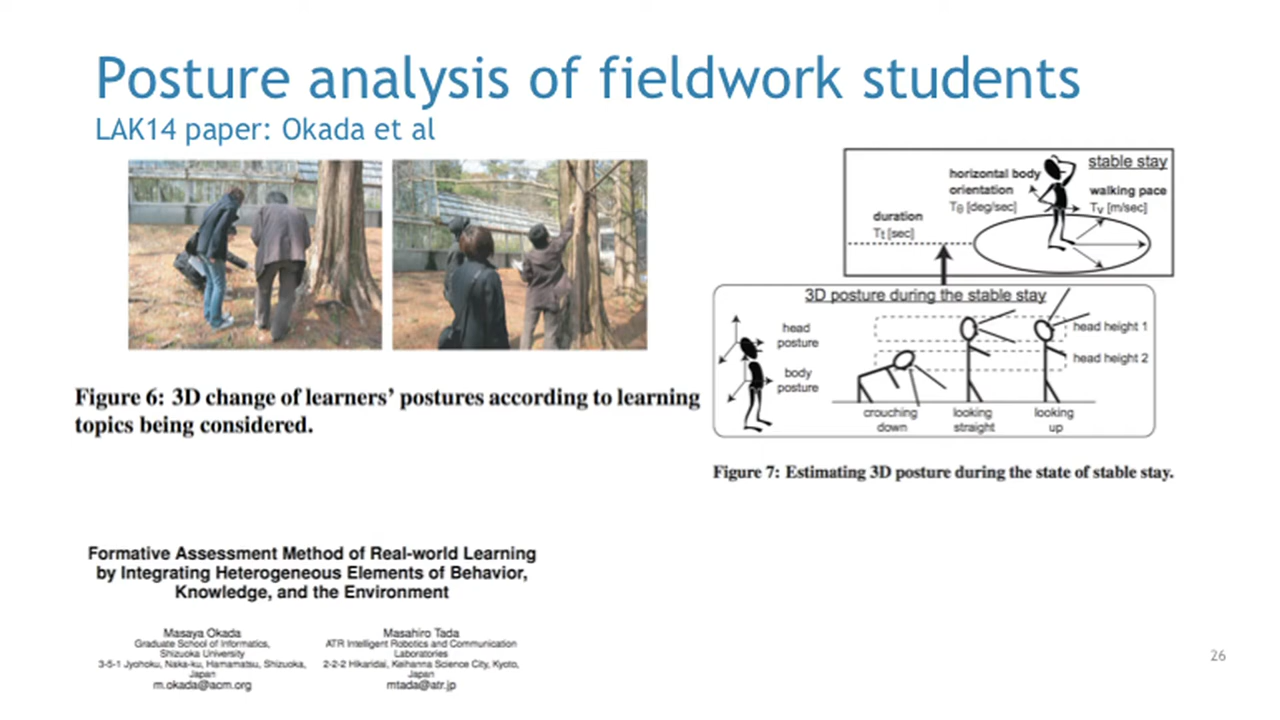 Posture analysis of fieldwork students
LAK14 paper: Okada et al
Figure 6: 3D change of learners' postures according to learning
topics being considered.
stable stay
horizontal body
orientation
Tθ [deg/sec]
walking pace
Tv [m/sec]
duration
Tt [sec]
3D posture during the stable stay
head
posture
body
posture
head height 1
head height 2
crouching
down
looking
straight
looking
up
Figure 7: Estimating 3D posture during the state of stable stay.
Formative Assessment Method of Real-world Learning
by Integrating Heterogeneous Elements of Behavior,
Knowledge, and the Environment
Masaya Okada
Graduate School of Informatics,
Shizuoka University
3-5-1 Jyohoku, Naka-ku, Hamamatsu, Shizuoka,
Japan
m.okada@acm.org
Masahiro Tada
ATR Intelligent Robotics and Communication
Laboratories
2-2-2 Hikaridai, Keihanna Science City, Kyoto,
Japan
mtada@atr.jp
26